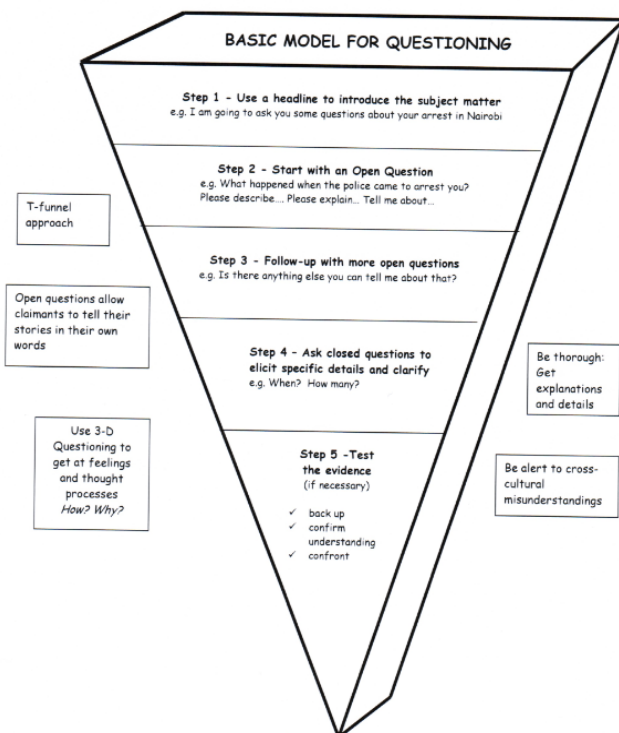 BASIC MODEL FOR QUESTIONING
Step 1 - Use a headline to introduce the subject matter
e.g. I am going to ask you some questions about your arrest in Nairobi
Step 2 - Start with an Open Question
e.g. What happened when the police came to arrest you?
Please describe.... Please explain... Tell me about...
T-funnel
approach
Step 3 - Follow-up with more open questions
e.g. Is there anything else you can tell me about that?
Open questions allow
claimants to tell their
stories in their own
words
Step 4 - Ask closed questions to
elicit specific details and clarify
e.g. When? How many?
Be thorough:
Get
explanations
and details
Use 3-D
Questioning to
get at feelings
and thought
processes
How? Why?
Step 5 -Test
the evidence
(if necessary)
✓ back up
✓ confirm
understanding
✓ confront
Be alert to cross-
cultural
misunderstandings